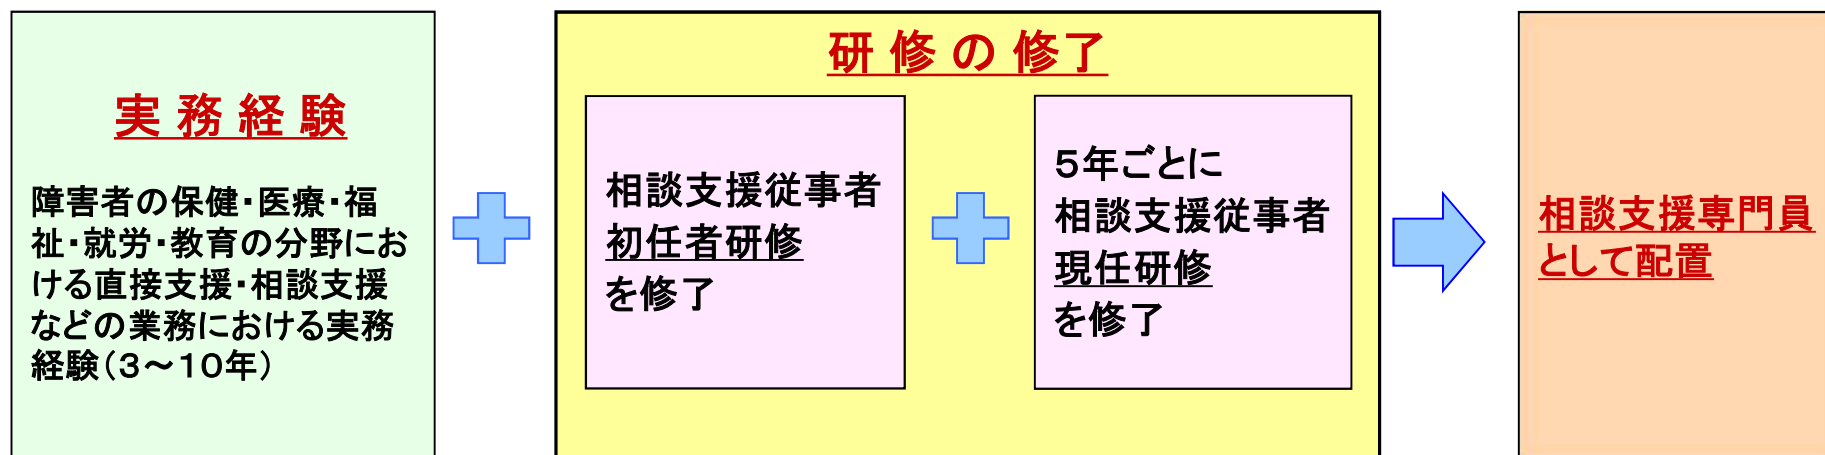 実 務 経 験
障害者の保健・医療・福
祉・就労・教育の分野にお
ける直接支援・相談支援
などの業務における実務
経験（３～１０年）
研 修 の 修了
相談支援従事者
初任者研修
を修了
５年ごとに
相談支援従事者
現任研修
を修了
相談支援専門員
として配置